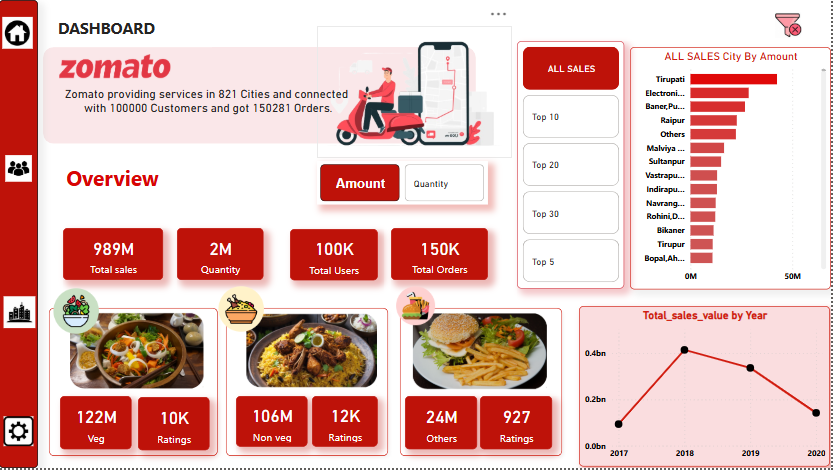 DASHBOARD
zomato
Zomato providing services in 821 Cities and connected
with 100000 Customers and got 150281 Orders.
Overview
Amount
Quantity
989M
Total sales
2M
Quantity
100K
Total Users
150K
Total Orders
ALL SALES
Top 10
Top 20
Top 30
Top 5
ALL SALES City By Amount
Tirupati
Electroni...
Baner,Pu...
Raipur
Others
Malviya ...
Sultanpur
Vastrapu...
Indirapu...
Navrang...
Rohini,D...
Bikaner
Tirupur
Bopal,Ah...
0M 50M
122M
Veg
10K
Ratings
106M
Non veg
12K
Ratings
24M
Others
927
Ratings
Total_sales_value by Year
0.4bn
0.2bn
0.0bn
2017 2018 2019 2020